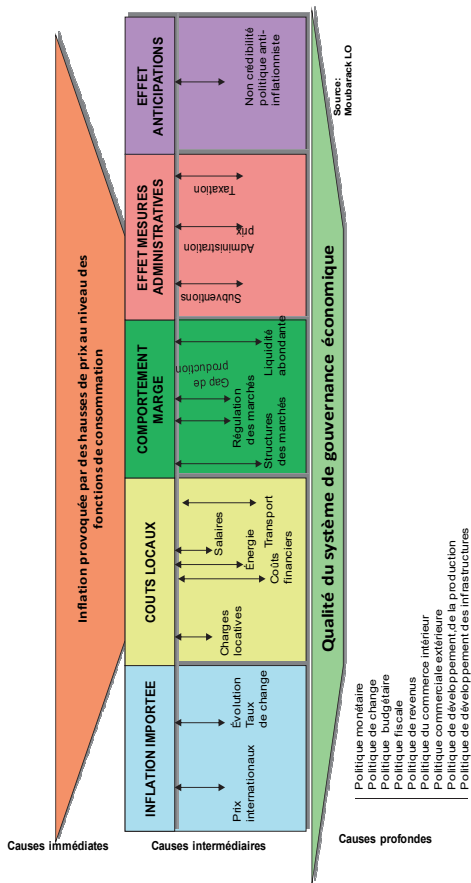 Inflation provoquée par des hausses de prix au niveau des
fonctions de consommation
Causes immédiates
INFLATION IMPORTEE
COUTS LOCAUX
COMPORTEMENT
MARGE
EFFET MESURES
ADMINISTRATIVES
EFFET
ANTICIPATIONS
Causes intermédiaires
Prix
internationaux
Évolution
Taux
de change
Charges
locatives
Salaires
Énergie
Coûts
financiers
Transport
Structures
des marchés
Régulation
des marchés
Gap de
production
Liquidité
abondante
Subventions
Administration
prix
Taxation
Non crédibilité
politique anti-
inflationniste
Qualité du système de gouvernance économique
Source:
Moubarack LO
Causes profondes
Politique monétaire
Politique de change
Politique budgétaire
Politique fiscale
Politique de revenus
Politique du commerce intérieur
Politique commerciale extérieure
Politique de développement de la production
Politique de développement des infrastructures